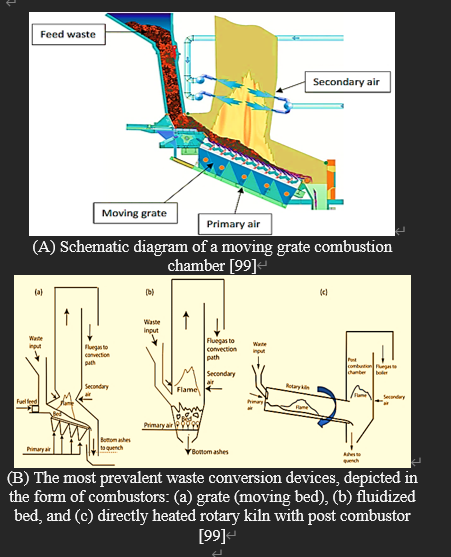 Feed waste
Secondary air
Moving grate
Primary air
(A) Schematic diagram of a moving grate combustion
chamber [99]
(a)
Waste
input
Fluegas to
convection
path
Secondary
air
Fuel feed
Flame
Bed
Primary air
Bottom ashes
to quench
(b)
Waste
input
Fluegas to
convection
path
Secondary
air
Flame
Bed
Primary air
Bottom ashes
(c)
Waste
input
Primary
air
Rotary kiln
Flame
Post
combustion
chamber
Fluegas to
boiler
Flame
Secondary
air
Ashes to
quench
(B) The most prevalent waste conversion devices, depicted in
the form of combustors: (a) grate (moving bed), (b) fluidized
bed, and (c) directly heated rotary kiln with post combustor
[99]